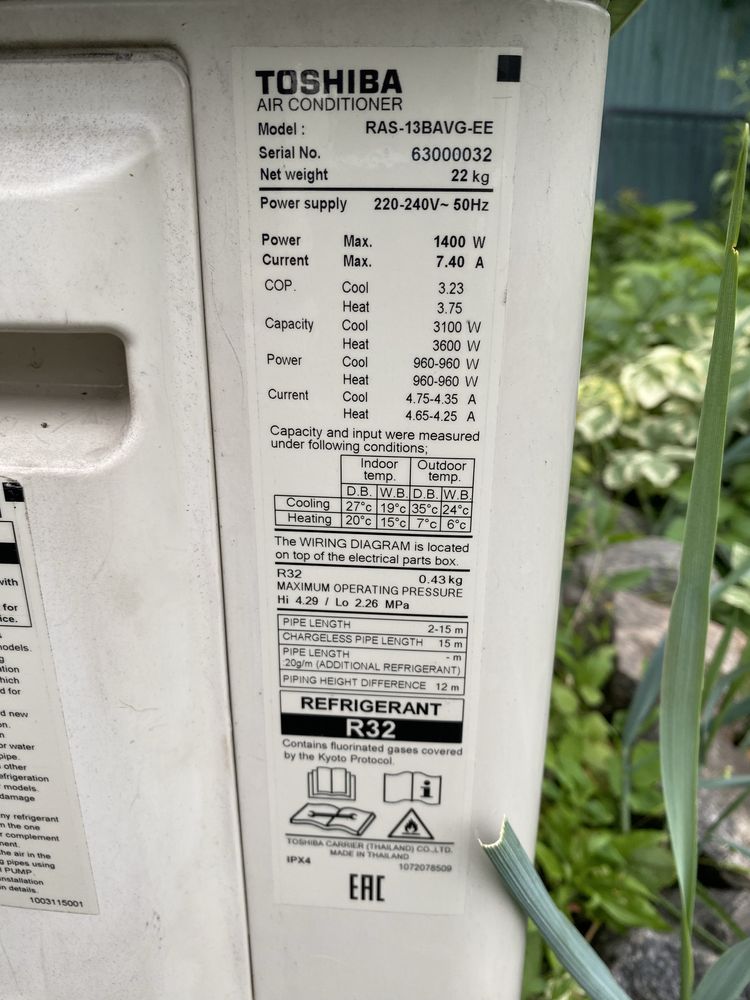 TOSHIBA
AIR CONDITIONER
Model : RAS-13BAVG-EE
Serial No. 63000032
Net weight 22 kg
Power supply 220-240V~ 50Hz
Power Max. 1400 W
Current Max. 7.40 A
COP. Cool 3.23
Heat 3.75
Capacity Cool 3100 W
Heat 3600 W
Power Cool 960-960 W
Heat 960-960 W
Current Cool 4.75-4.35 A
Heat 4.65-4.25 A
Capacity and input were measured
under following conditions;
Indoor temp. Outdoor temp.
D.B. W.B. D.B. W.B.
Cooling 27°c 19°c 35°c 24°c
Heating 20°c 15°c 7°c 6°c
The WIRING DIAGRAM is located
on top of the electrical parts box.
R32 0.43 kg
MAXIMUM OPERATING PRESSURE
Hi 4.29 / Lo 2.26 MPa
PIPE LENGTH 2-15 m
CHARGELESS PIPE LENGTH 15 m
PIPE LENGTH - m
:20g/m (ADDITIONAL REFRIGERANT)
PIPING HEIGHT DIFFERENCE 12 m
REFRIGERANT
R32
Contains fluorinated gases covered
by the Kyoto Protocol.
TOSHIBA CARRIER (THAILAND) CO.,LTD.
MADE IN THAILAND
IPX4 1072078509
EAC
with
for
models.
d for
d new
or water
pipe.
other
models.
damage
ny refrigerant
n the one
complement
he air in the
g pipes using
PUMP.
installation
n details.
1003115001